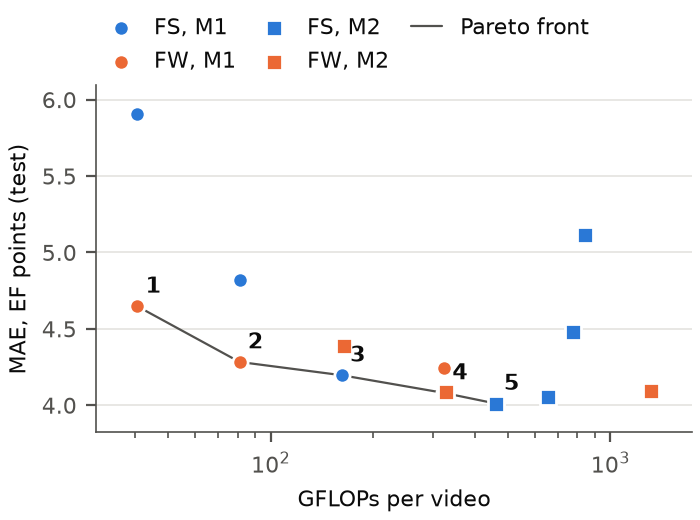 FS, M1 FS, M2 Pareto front
FW, M1 FW, M2
6.0
5.5
5.0
4.5
4.0
MAE, EF points (test)
1
2
3
4
5
10² 10³
GFLOPs per video